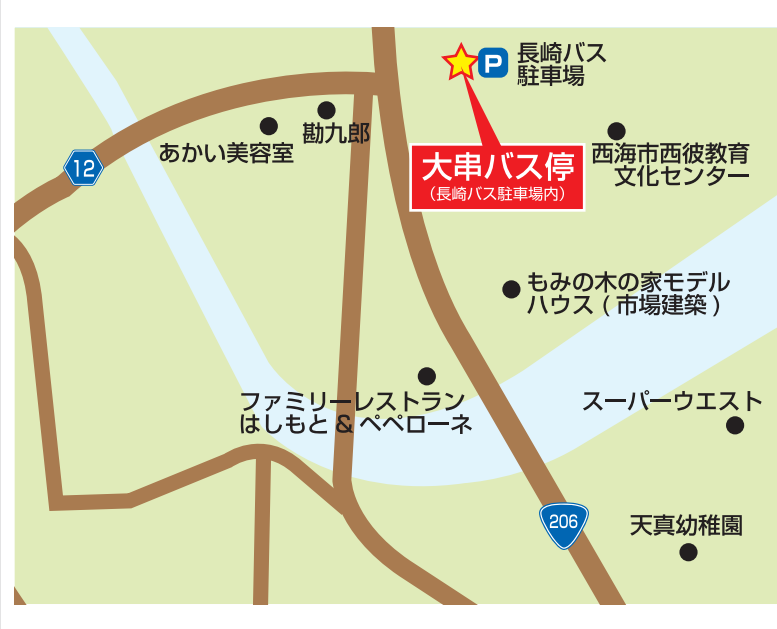 P
長崎バス
駐車場
勘九郎
あかい美容室
12
大串バス停
（長崎バス駐車場内）
西海市西彼教育
文化センター
もみの木の家モデル
ハウス ( 市場建築 )
ファミリーレストラン
はしもと & ペペローネ
スーパーウエスト
206
天真幼稚園